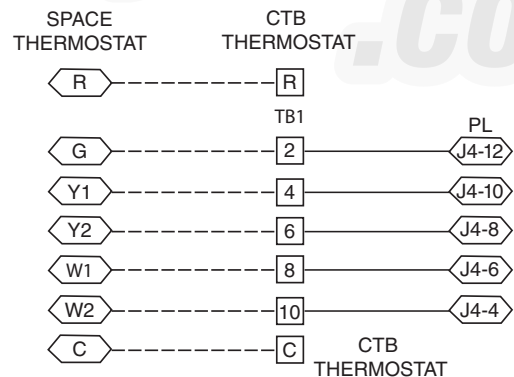 SPACE THERMOSTAT
CTB THERMOSTAT
.CO
R R
TB1
PL
G 2 J4-12
Y1 4 J4-10
Y2 6 J4-8
W1 8 J4-6
W2 10 J4-4
C C
CTB THERMOSTAT